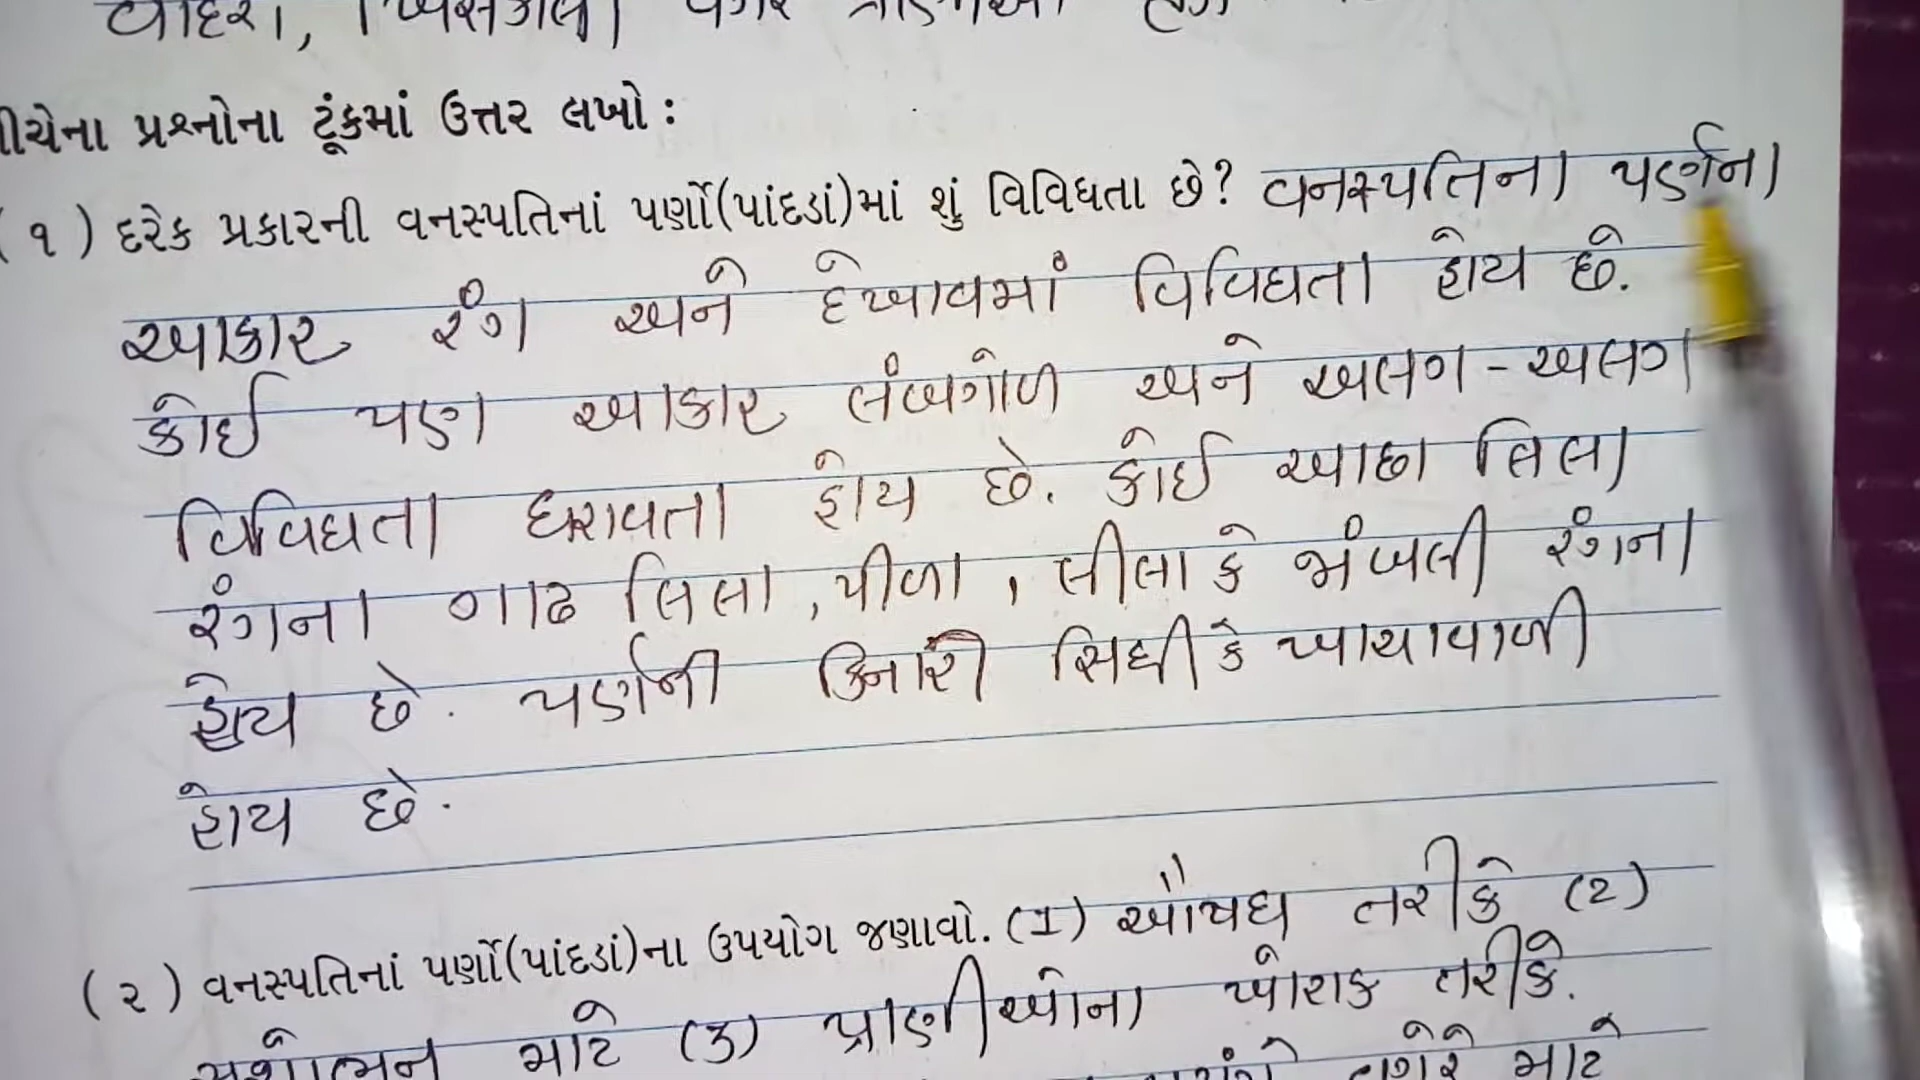 નીચેના પ્રશ્નોના ટૂંકમાં ઉત્તર લખો :
(૧) દરેક પ્રકારની વનસ્પતિનાં પર્ણો(પાંદડાં)માં શું વિવિધતા છે? વનસ્પતિના પર્ણના
આકાર રંગ અને દેખાવમાં વિવિધતા હોય છે.
કોઈ પણ આકાર લંબગોળ અને અલગ-અલગ
વિવિધતા ધરાવતા હોય છે. કોઈ આછા લિલા
રંગના ગાઢ લિલા, પીળા, લીલા કે જાંબલી રંગના
હોય છે. પર્ણની કિનારી સિધી કે ખાચાવાળી
હોય છે.
(૨) વનસ્પતિનાં પર્ણો(પાંદડાં)ના ઉપયોગ જણાવો. (1) ઔષધ તરીકે (2)
માટે (3) પ્રાણીઓના ખોરાક તરીકે.
વગેરે માટે